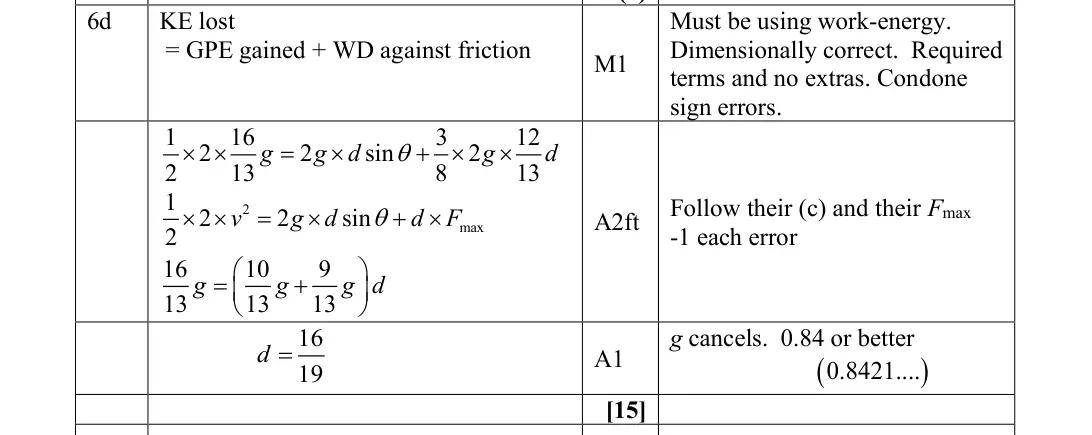 6d
KE lost
= GPE gained + WD against friction
M1
Must be using work-energy.
Dimensionally correct. Required
terms and no extras. Condone
sign errors.
1/2 × 2 × 16/13 g = 2g × d sin θ + 3/8 × 2g × 12/13 d
1/2 × 2 × v² = 2g × d sin θ + d × Fmax
16/13 g = (10/13 g + 9/13 g) d
A2ft
Follow their (c) and their Fmax
-1 each error
d = 16/19
A1
g cancels. 0.84 or better
(0.8421....)
[15]